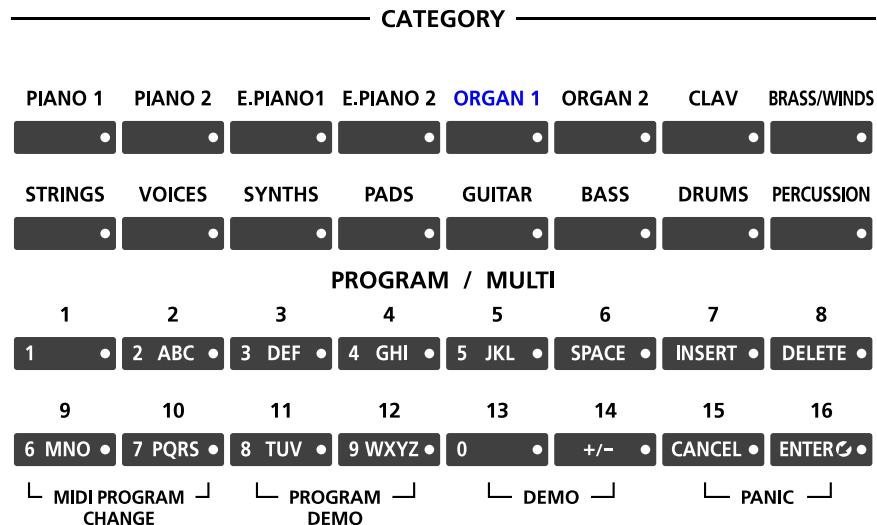 CATEGORY
PIANO 1 PIANO 2 E.PIANO1 E.PIANO 2 ORGAN 1 ORGAN 2 CLAV BRASS/WINDS
STRINGS VOICES SYNTHS PADS GUITAR BASS DRUMS PERCUSSION
PROGRAM / MULTI
1 2 3 4 5 6 7 8
1 2 ABC 3 DEF 4 GHI 5 JKL SPACE INSERT DELETE
9 10 11 12 13 14 15 16
6 MNO 7 PQRS 8 TUV 9 WXYZ 0 +/− CANCEL ENTER
MIDI PROGRAM PROGRAM DEMO PANIC
CHANGE DEMO